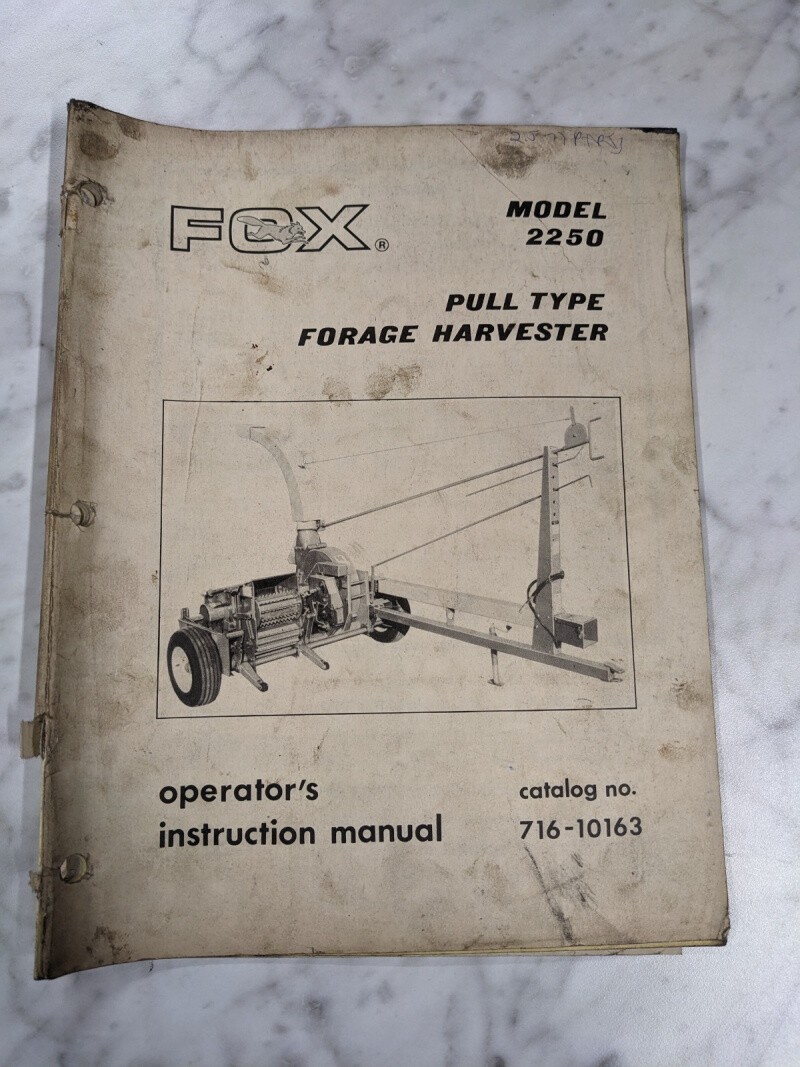 FOX®
MODEL
2250
PULL TYPE
FORAGE HARVESTER
operator's
instruction manual
catalog no.
716-10163